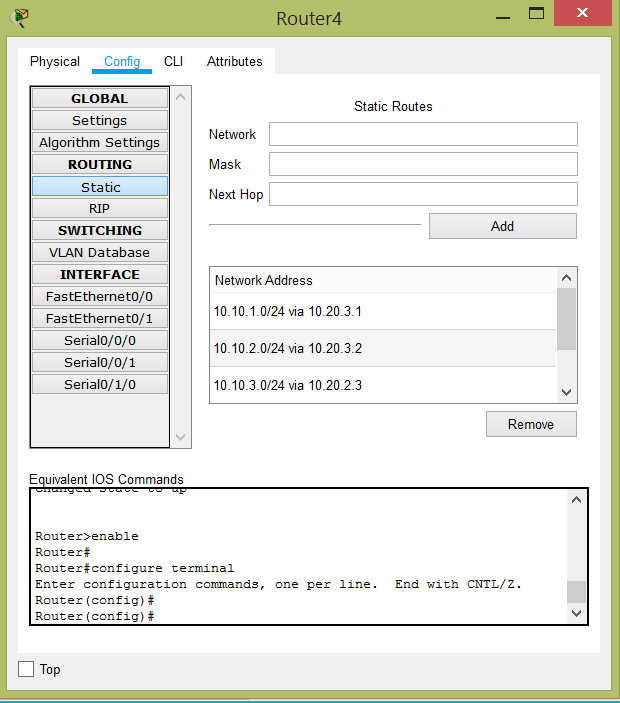 Router4
Physical Config CLI Attributes
GLOBAL
Settings
Algorithm Settings
ROUTING
Static
RIP
SWITCHING
VLAN Database
INTERFACE
FastEthernet0/0
FastEthernet0/1
Serial0/0/0
Serial0/0/1
Serial0/1/0
Static Routes
Network
Mask
Next Hop
Add
Network Address
10.10.1.0/24 via 10.20.3.1
10.10.2.0/24 via 10.20.3.2
10.10.3.0/24 via 10.20.2.3
Remove
Equivalent IOS Commands
changed state to up
Router>enable
Router#
Router#configure terminal
Enter configuration commands, one per line.  End with CNTL/Z.
Router(config)#
Router(config)#
Top